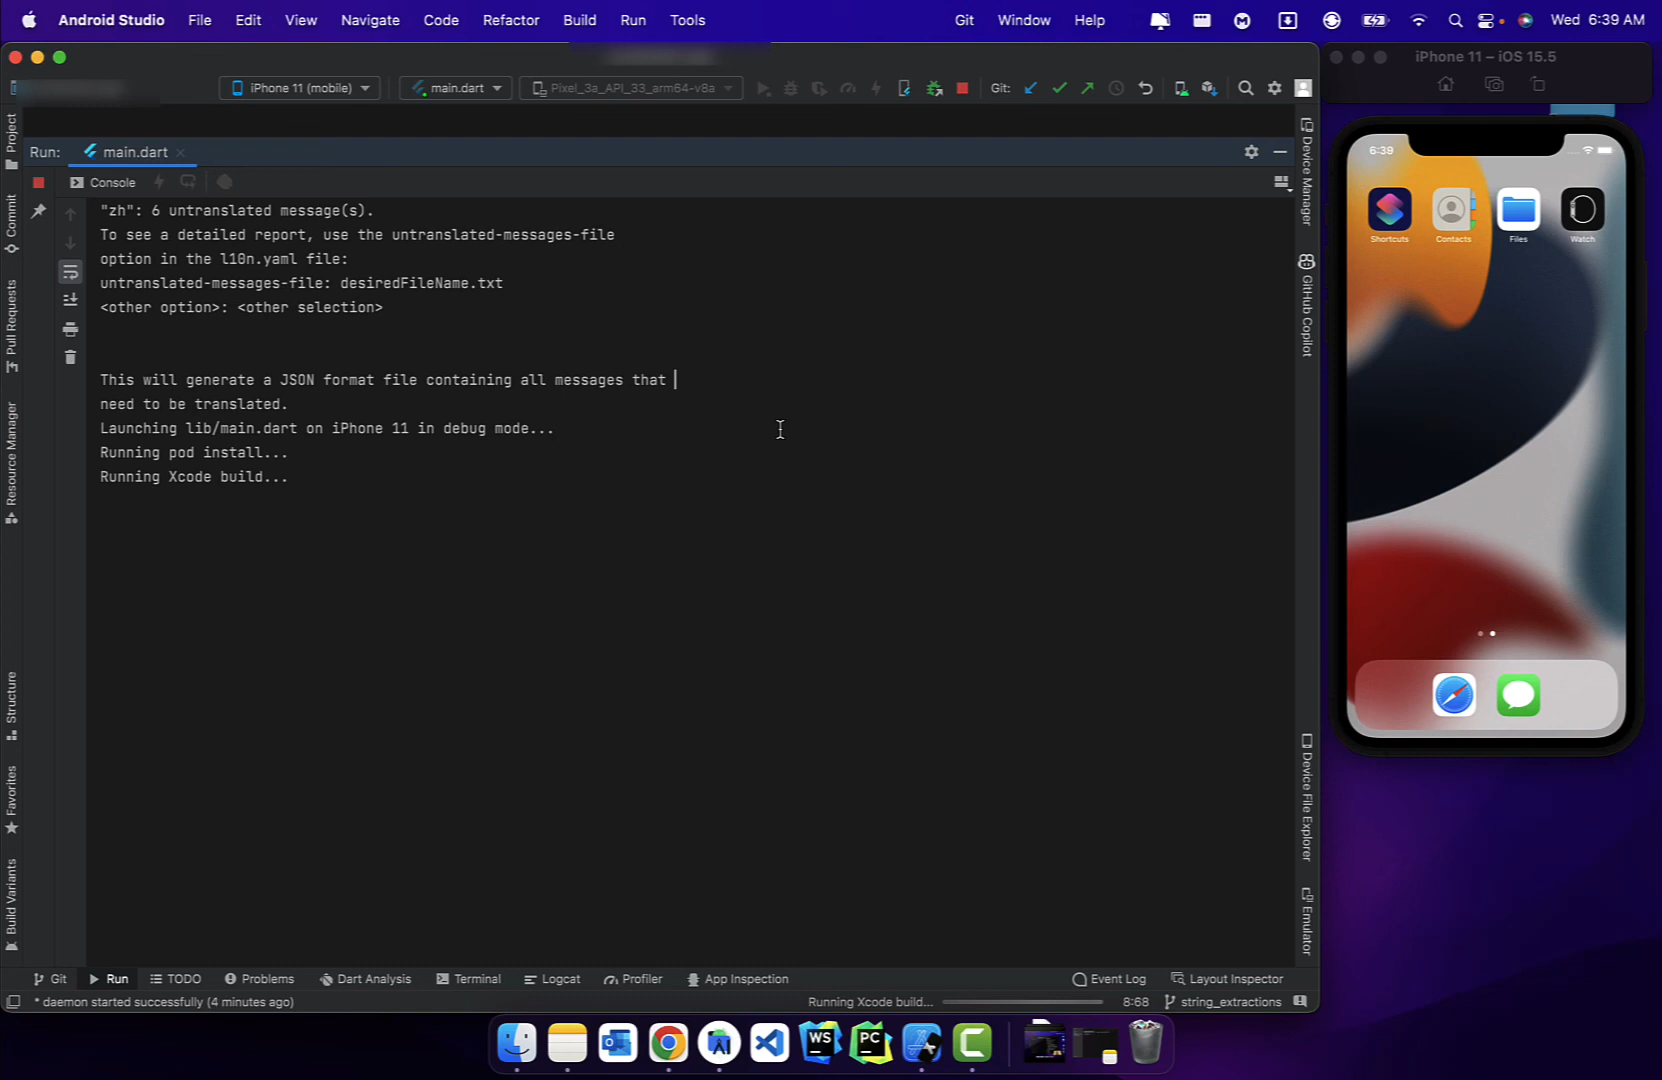 Android Studio File Edit View Navigate Code Refactor Build Run Tools Git Window Help Wed 6:39 AM
iPhone 11 – iOS 15.5
iPhone 11 (mobile) main.dart Pixel_3a_API_33_arm64-v8a Git:
Run: main.dart
Console
"zh": 6 untranslated message(s).
To see a detailed report, use the untranslated-messages-file
option in the l10n.yaml file:
untranslated-messages-file: desiredFileName.txt
<other option>: <other selection>
This will generate a JSON format file containing all messages that
need to be translated.
Launching lib/main.dart on iPhone 11 in debug mode...
Running pod install...
Running Xcode build...
Project
Commit
Pull Requests
Resource Manager
Structure
Favorites
Build Variants
Device Manager
GitHub Copilot
Device File Explorer
Emulator
6:39
Shortcuts Contacts Files Watch
Git Run TODO Problems Dart Analysis Terminal Logcat Profiler App Inspection Event Log Layout Inspector
* daemon started successfully (4 minutes ago) Running Xcode build... 8:68 string_extractions
WS PC